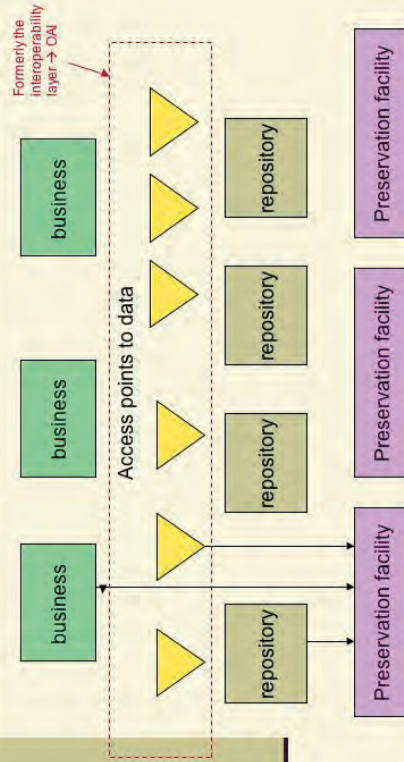 Formerly the
interoperability
layer → OAI
business
business
business
Access points to data
repository
repository
repository
repository
Preservation facility
Preservation facility
Preservation facility